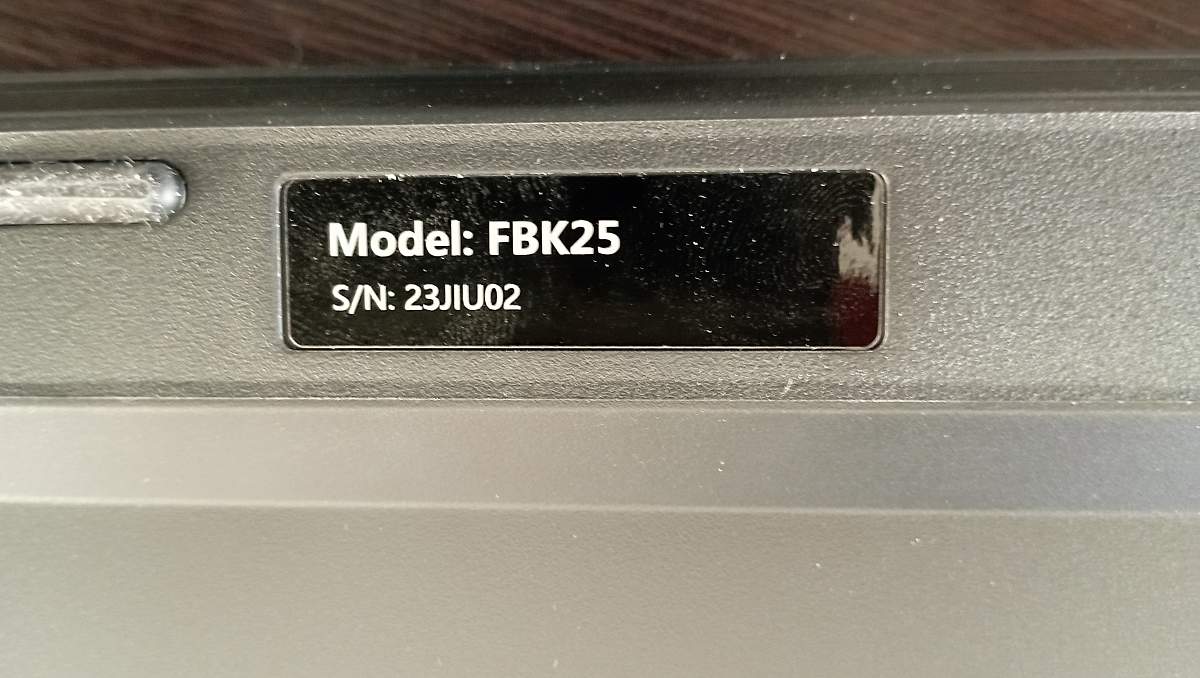 Model: FBK25
S/N: 23JIU02